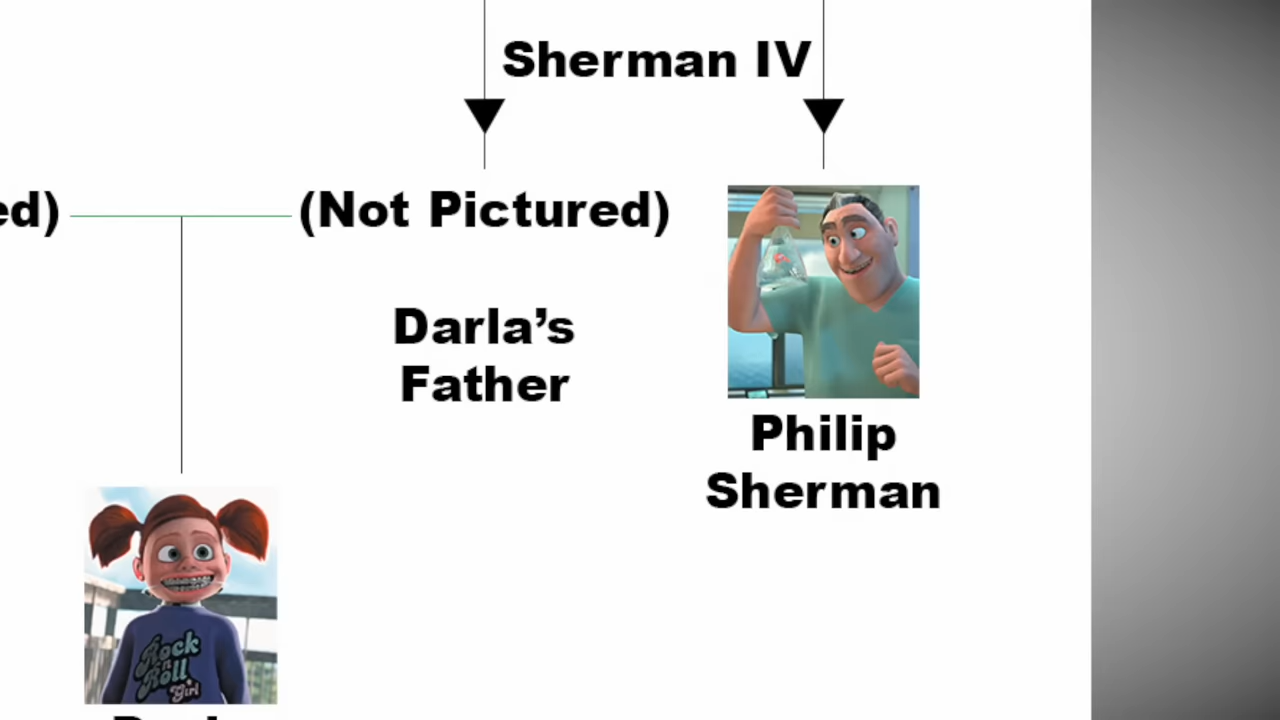 Sherman IV
ed)
(Not Pictured)
Darla’s
Father
Philip
Sherman
Rock
n
Roll
Girl